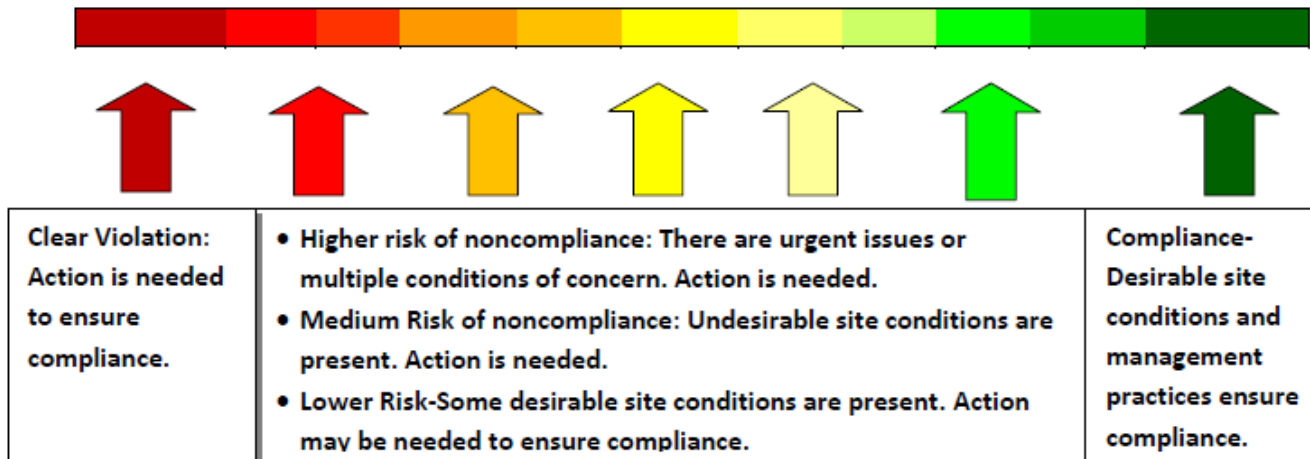 Clear Violation:
Action is needed
to ensure
compliance.
• Higher risk of noncompliance: There are urgent issues or
multiple conditions of concern. Action is needed.
• Medium Risk of noncompliance: Undesirable site conditions are
present. Action is needed.
• Lower Risk-Some desirable site conditions are present. Action
may be needed to ensure compliance.
Compliance-
Desirable site
conditions and
management
practices ensure
compliance.